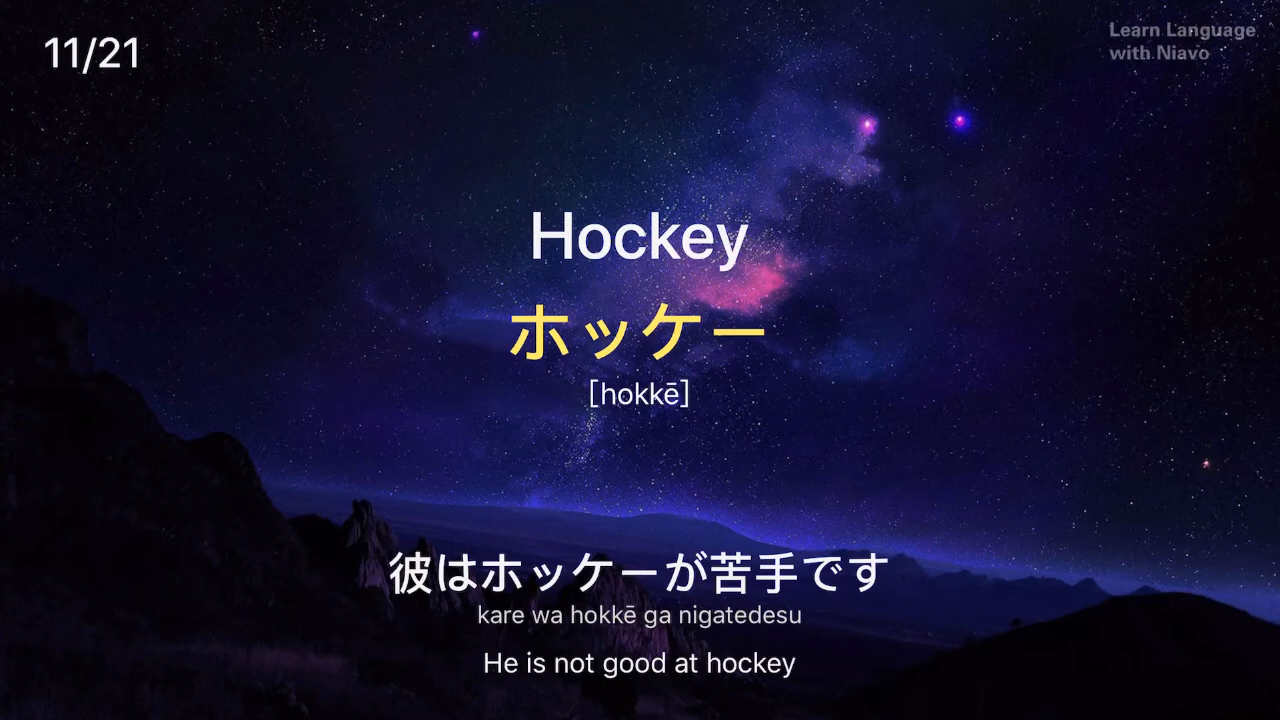 11/21
Learn Language
with Niavo
Hockey
ホッケー
[hokkē]
彼はホッケーが苦手です
kare wa hokkē ga nigatedesu
He is not good at hockey